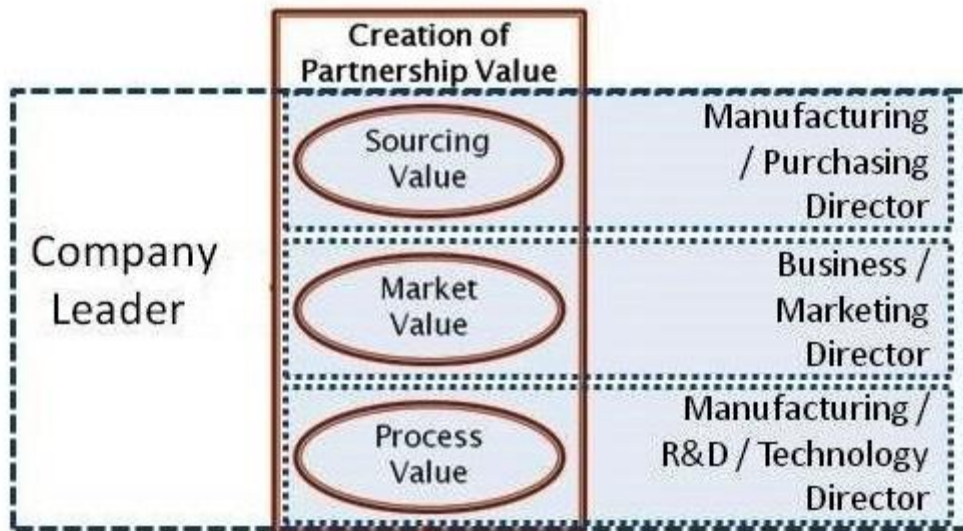 Creation of
Partnership Value
Company
Leader
Sourcing
Value
Manufacturing
/ Purchasing
Director
Market
Value
Business /
Marketing
Director
Process
Value
Manufacturing /
R&D / Technology
Director